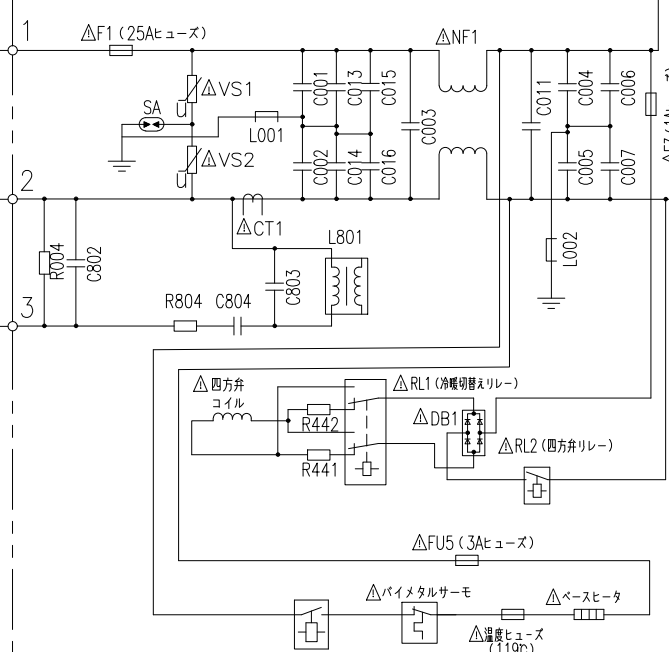 1
⚠F1 (25Aヒューズ)
⚠NF1
⚠VS1
SA
L001
⚠VS2
C001
C013
C015
C002
C014
C016
C003
C011
C004
C006
C005
C007
2
⚠CT1
L801
R004
C802
C803
L002
3
R804
C804
⚠四方弁
コイル
R442
R441
⚠RL1 (冷暖切替えリレー)
⚠DB1
⚠RL2 (四方弁リレー)
⚠FU5 (3Aヒューズ)
⚠バイメタルサーモ
⚠ベースヒータ
⚠温度ヒューズ
(119℃)